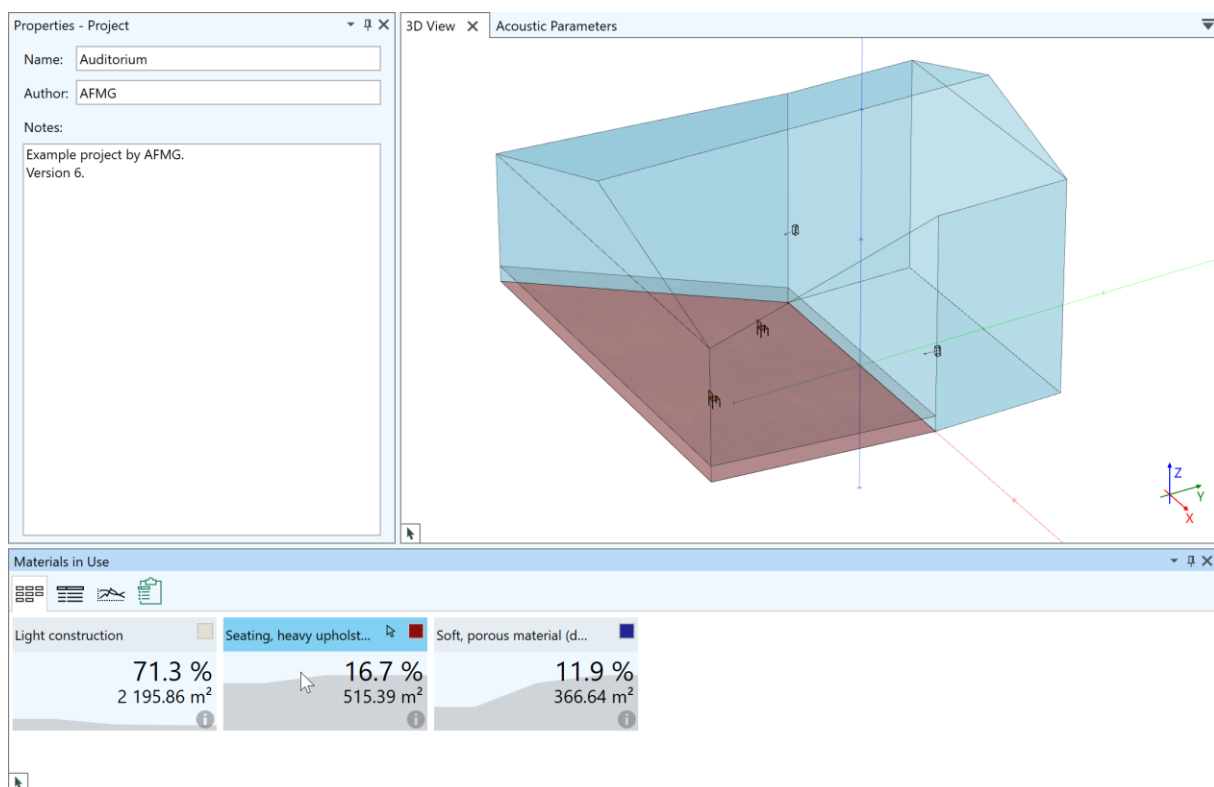 Properties - Project
Name: Auditorium
Author: AFMG
Notes:
Example project by AFMG.
Version 6.
3D View
Acoustic Parameters
Z
Y
X
Materials in Use
Light construction
71.3 %
2 195.86 m²
Seating, heavy upholst...
16.7 %
515.39 m²
Soft, porous material (d...
11.9 %
366.64 m²